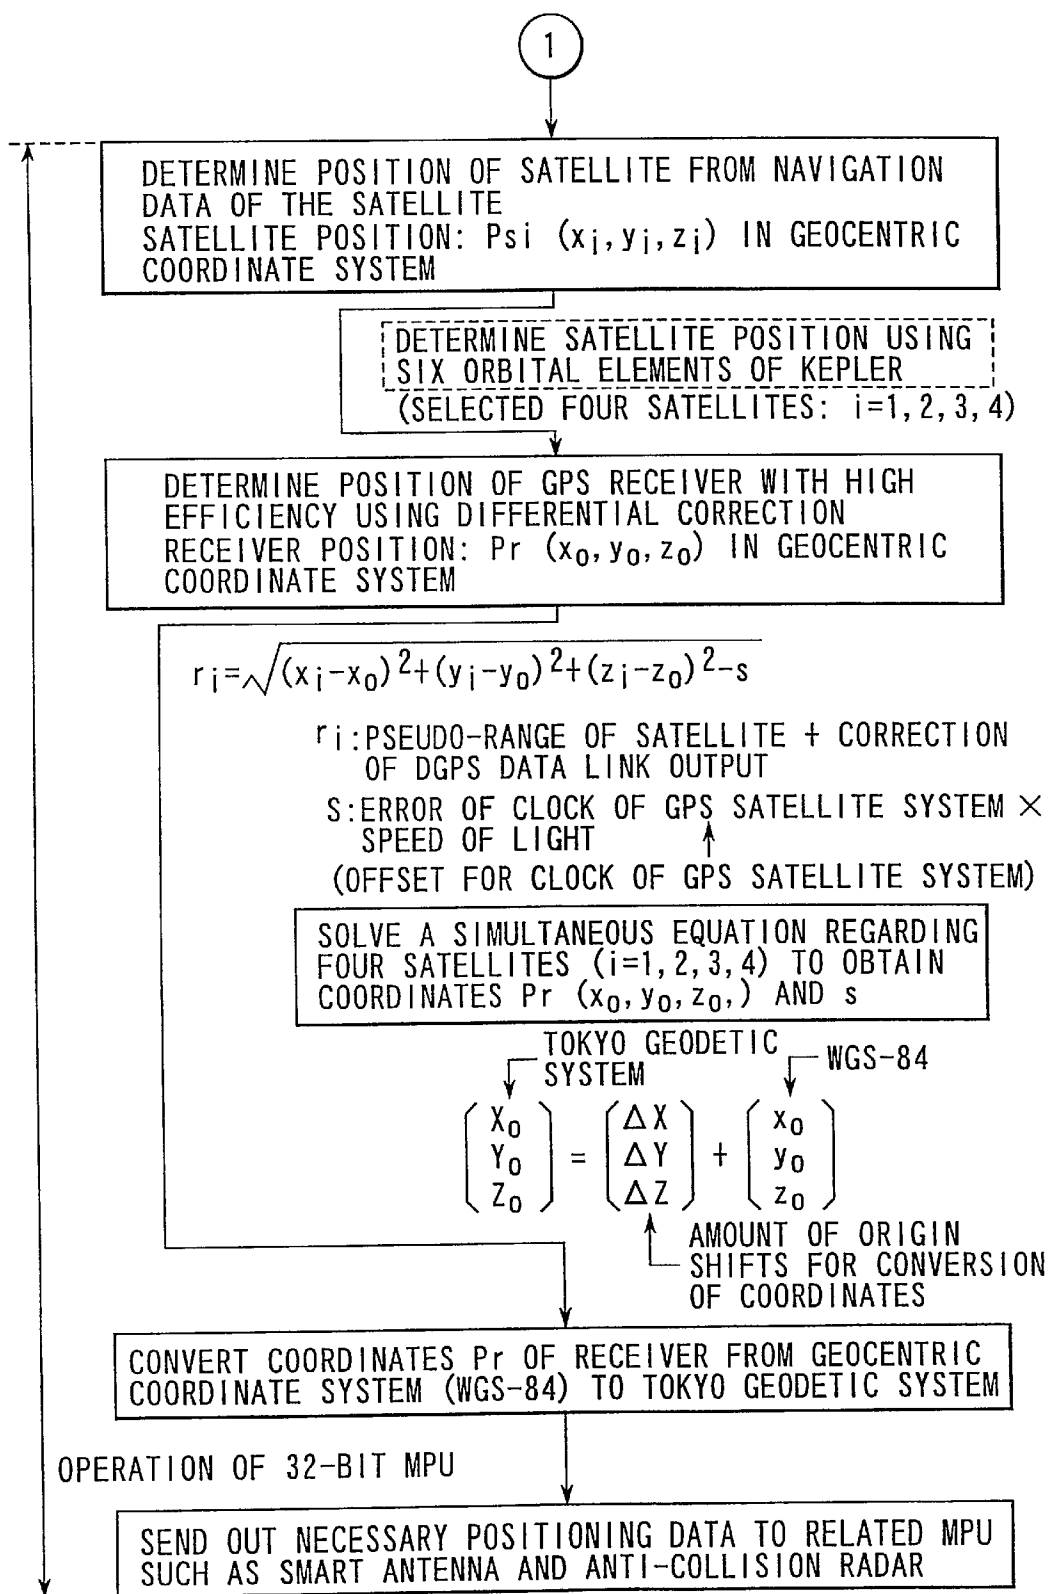 1
DETERMINE POSITION OF SATELLITE FROM NAVIGATION
DATA OF THE SATELLITE
SATELLITE POSITION: Psi (xi, yi, zi) IN GEOCENTRIC
COORDINATE SYSTEM
DETERMINE SATELLITE POSITION USING
SIX ORBITAL ELEMENTS OF KEPLER
(SELECTED FOUR SATELLITES: i=1, 2, 3, 4)
DETERMINE POSITION OF GPS RECEIVER WITH HIGH
EFFICIENCY USING DIFFERENTIAL CORRECTION
RECEIVER POSITION: Pr (x₀, y₀, z₀) IN GEOCENTRIC
COORDINATE SYSTEM
ri=√(xi-x₀)²+(yi-y₀)²+(zi-z₀)²-s
ri:PSEUDO-RANGE OF SATELLITE + CORRECTION
OF DGPS DATA LINK OUTPUT
S:ERROR OF CLOCK OF GPS SATELLITE SYSTEM ×
SPEED OF LIGHT
(OFFSET FOR CLOCK OF GPS SATELLITE SYSTEM)
SOLVE A SIMULTANEOUS EQUATION REGARDING
FOUR SATELLITES (i=1, 2, 3, 4) TO OBTAIN
COORDINATES Pr (x₀, y₀, z₀,) AND s
TOKYO GEODETIC
SYSTEM
WGS-84
X₀ ΔX x₀
Y₀ = ΔY + y₀
Z₀ ΔZ z₀
AMOUNT OF ORIGIN
SHIFTS FOR CONVERSION
OF COORDINATES
CONVERT COORDINATES Pr OF RECEIVER FROM GEOCENTRIC
COORDINATE SYSTEM (WGS-84) TO TOKYO GEODETIC SYSTEM
OPERATION OF 32-BIT MPU
SEND OUT NECESSARY POSITIONING DATA TO RELATED MPU
SUCH AS SMART ANTENNA AND ANTI-COLLISION RADAR